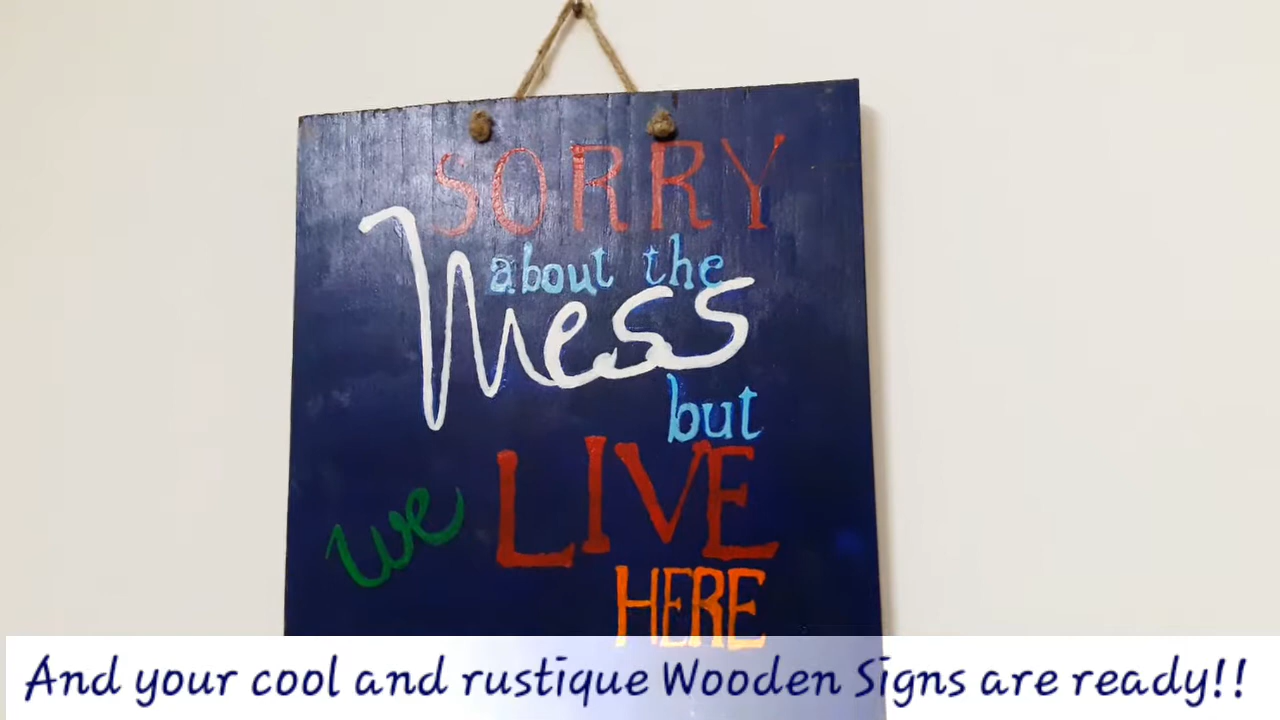 SORRY
about the
Mess
but
we LIVE
HERE
And your cool and rustique Wooden Signs are ready!!